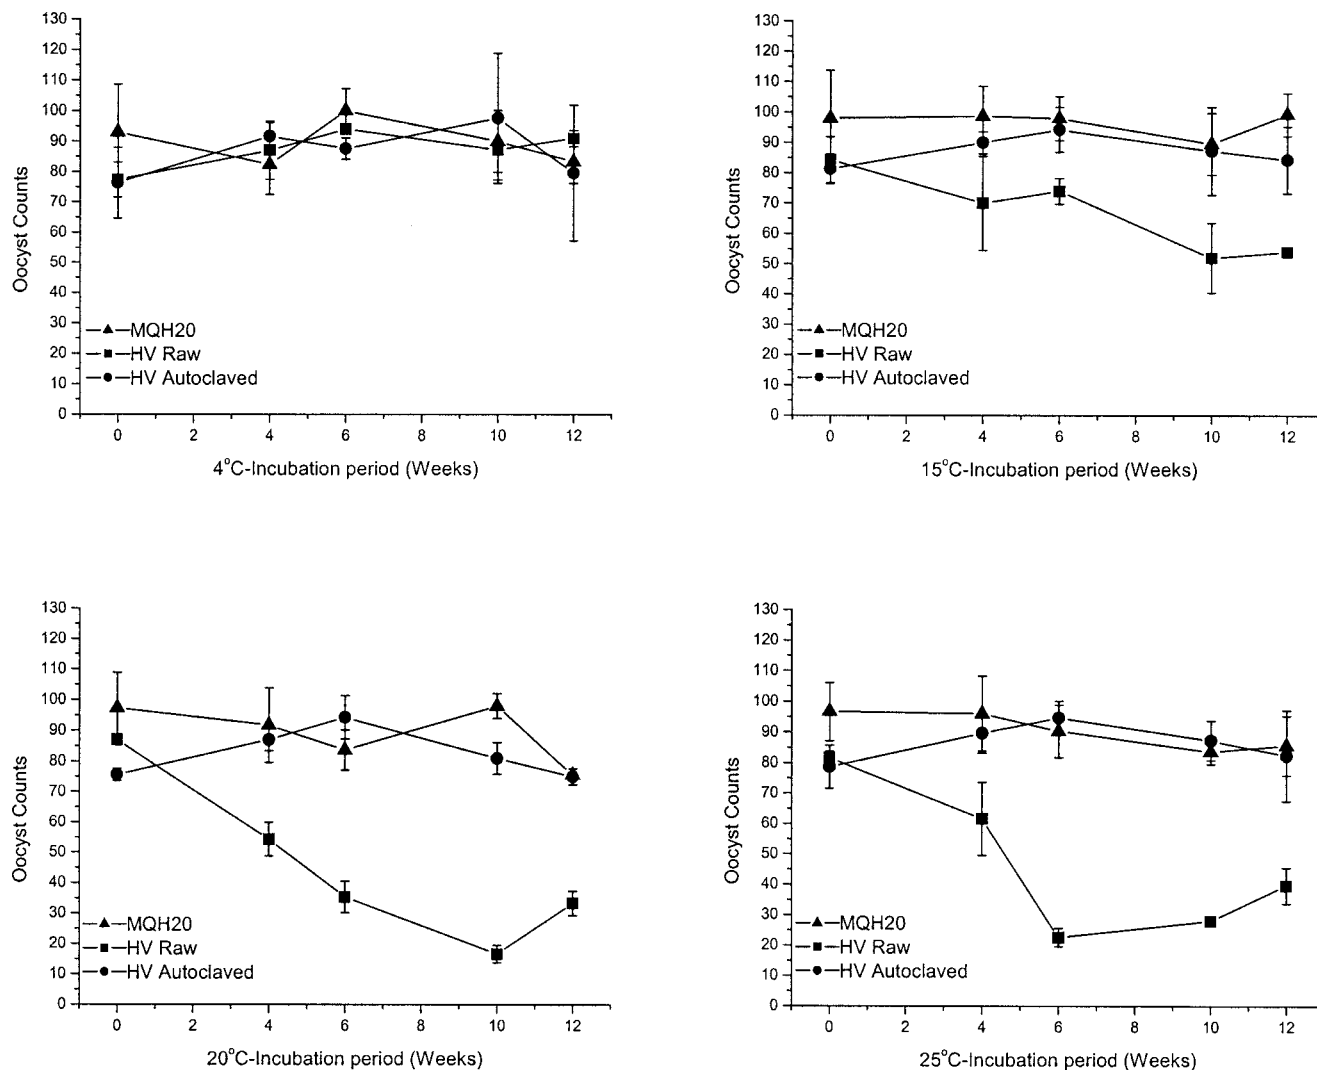 130
120
110
100
90
80
70
60
50
40
30
20
10
0
Oocyst Counts
MQH20
HV Raw
HV Autoclaved
0 2 4 6 8 10 12
4°C-Incubation period (Weeks)
130
120
110
100
90
80
70
60
50
40
30
20
10
0
Oocyst Counts
MQH20
HV Raw
HV Autoclaved
0 2 4 6 8 10 12
15°C-Incubation period (Weeks)
130
120
110
100
90
80
70
60
50
40
30
20
10
0
Oocyst Counts
MQH20
HV Raw
HV Autoclaved
0 2 4 6 8 10 12
20°C-Incubation period (Weeks)
130
120
110
100
90
80
70
60
50
40
30
20
10
0
Oocyst Counts
MQH20
HV Raw
HV Autoclaved
0 2 4 6 8 10 12
25°C-Incubation period (Weeks)